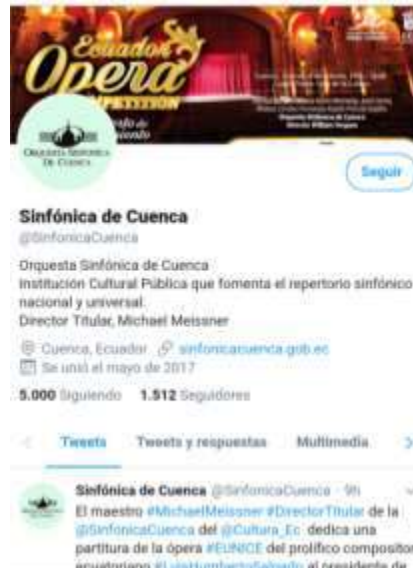 Ecuador
Opera
COMPETITION
ORQUESTA SINFÓNICA
DE CUENCA
Seguir
Sinfónica de Cuenca
@SinfonicaCuenca
Orquesta Sinfónica de Cuenca
Institución Cultural Pública que fomenta el repertorio sinfónico
nacional y universal.
Director Titular, Michael Meissner
Cuenca, Ecuador sinfonicacuenca.gob.ec
Se unió el mayo de 2017
5.000 Siguiendo 1.512 Seguidores
Tweets Tweets y respuestas Multimedia
Sinfónica de Cuenca @SinfonicaCuenca · 9h
El maestro #MichaelMeissner #DirectorTitular de la
@SinfonicaCuenca del @Cultura_Ec dedica una
partitura de la ópera #EUNICE del prolífico compositor
ecuatoriano #LuisHumbertoSalgado al presidente de